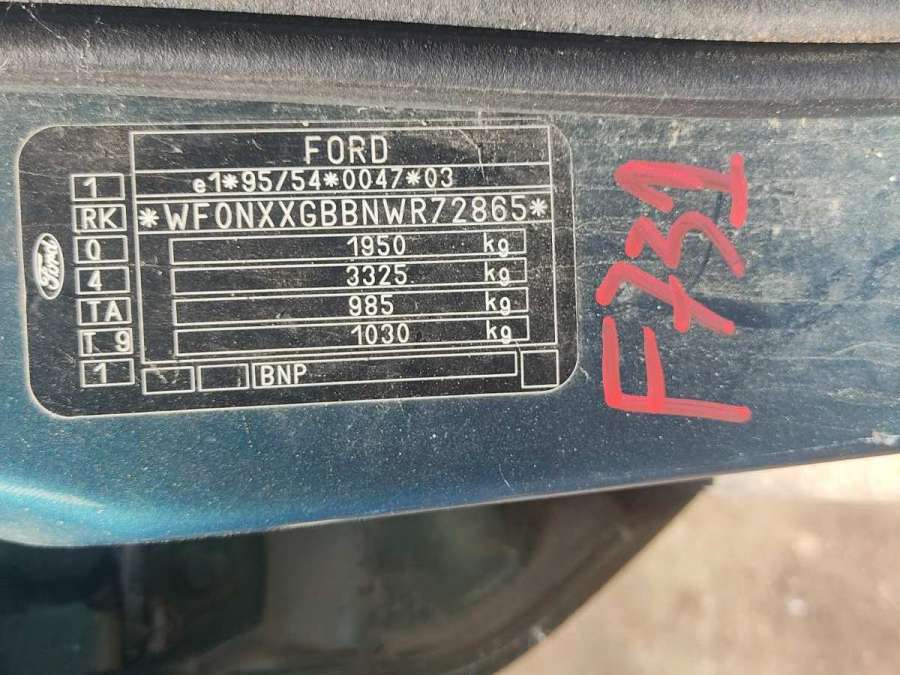 FORD
e1*95/54*0047*03
*WF0NXXGBBNWR72865*
1950 kg
3325 kg
985 kg
1030 kg
BNP
1
RK
0
4
TA
T 9
1
Ford
F731